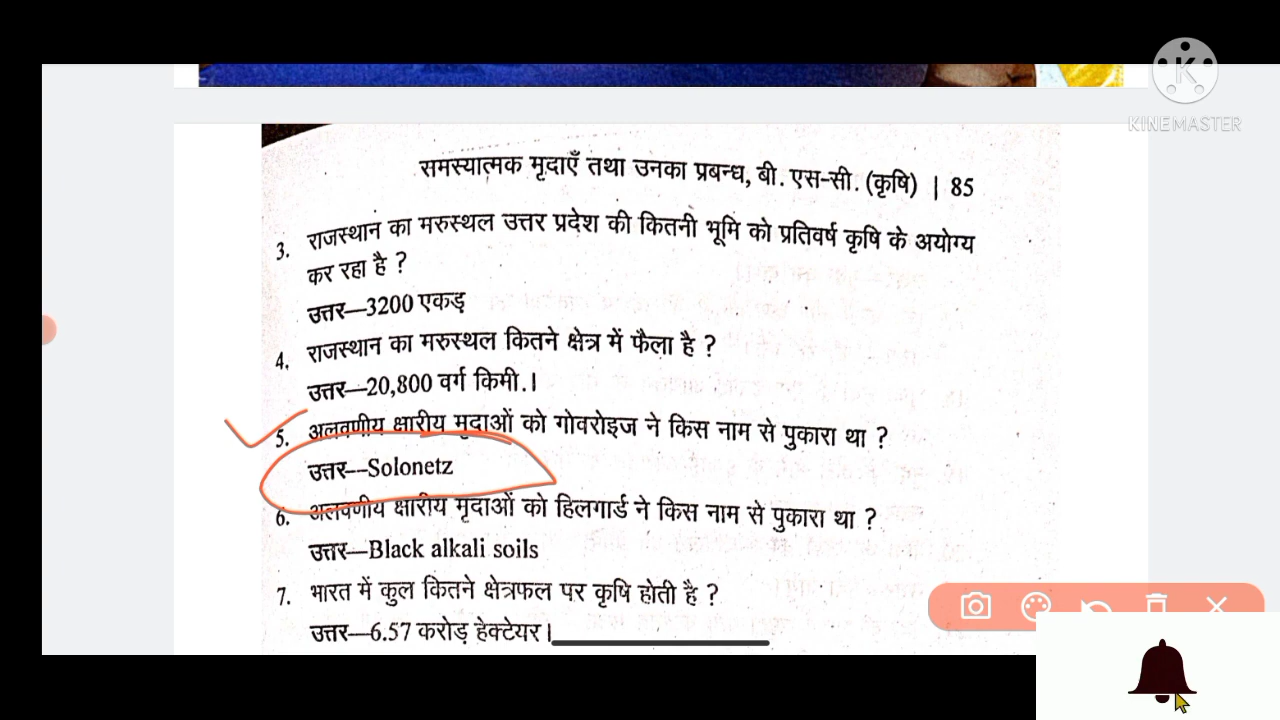 KINEMASTER
समस्यात्मक मृदाएँ तथा उनका प्रबन्ध, बी. एस-सी. (कृषि) | 85
3. राजस्थान का मरुस्थल उत्तर प्रदेश की कितनी भूमि को प्रतिवर्ष कृषि के अयोग्य
कर रहा है ?
उत्तर—3200 एकड़
4. राजस्थान का मरुस्थल कितने क्षेत्र में फैला है ?
उत्तर—20,800 वर्ग किमी.।
5. अलवणीय क्षारीय मृदाओं को गोवरोइज ने किस नाम से पुकारा था ?
उत्तर--Solonetz
6. अलवणीय क्षारीय मृदाओं को हिलगार्ड ने किस नाम से पुकारा था ?
उत्तर—Black alkali soils
7. भारत में कुल कितने क्षेत्रफल पर कृषि होती है ?
उत्तर—6.57 करोड़ हेक्टेयर।